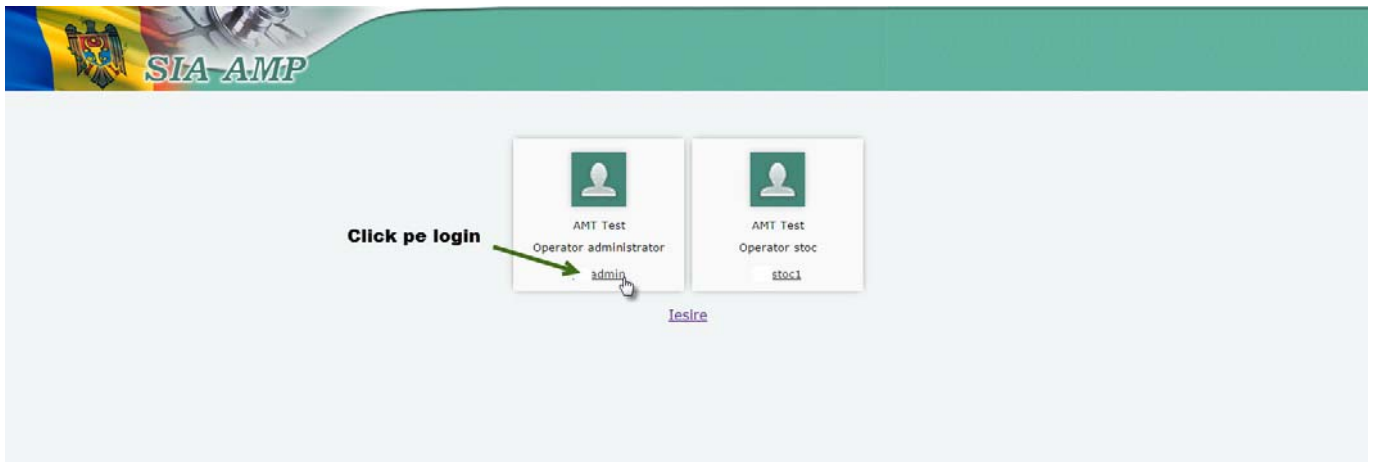 SIA AMP
AMT Test
Operator administrator
admin
AMT Test
Operator stoc
stoc1
Click pe login
Iesire